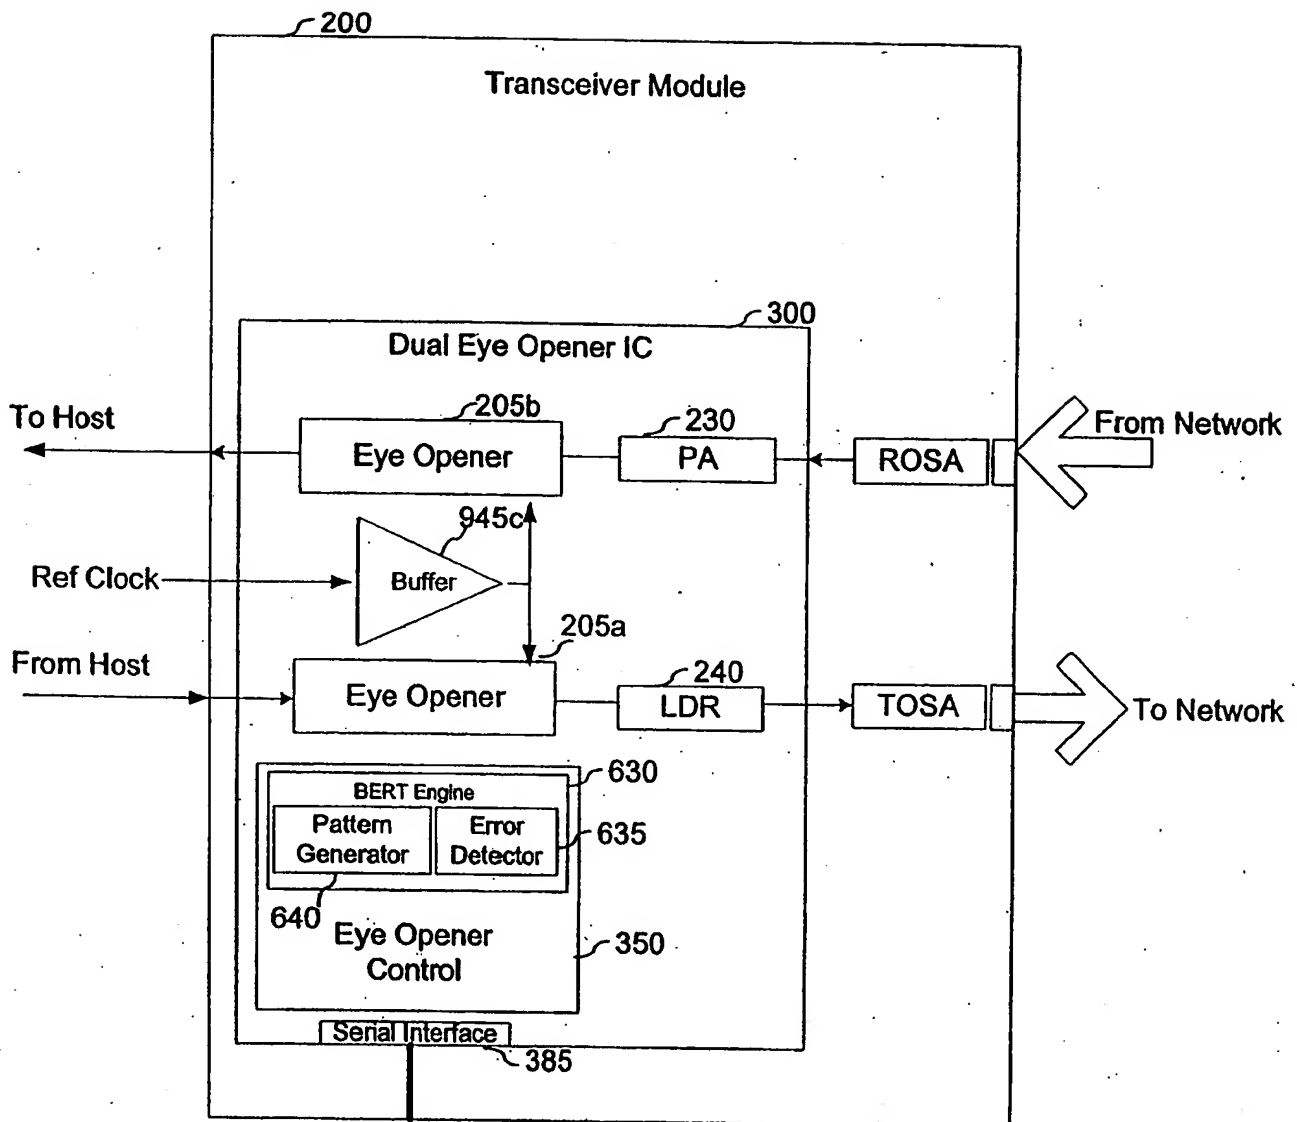 200
Transceiver Module
300
Dual Eye Opener IC
To Host
205b
Eye Opener
230
PA
ROSA
From Network
945c
Ref Clock
Buffer
205a
From Host
Eye Opener
240
LDR
TOSA
To Network
630
BERT Engine
Pattern
Generator
Error
Detector
635
640
Eye Opener
Control
350
Serial Interface
385